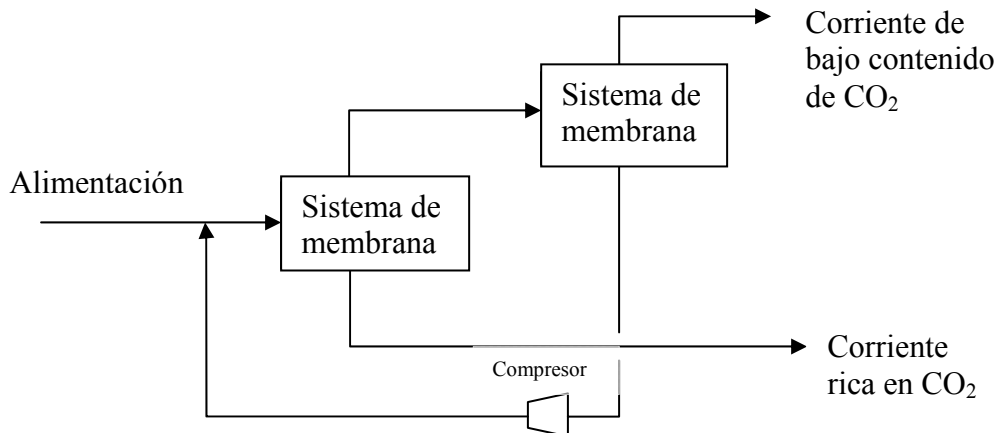 Corriente de
bajo contenido
de CO₂
Sistema de
membrana
Alimentación
Sistema de
membrana
Compresor
Corriente
rica en CO₂